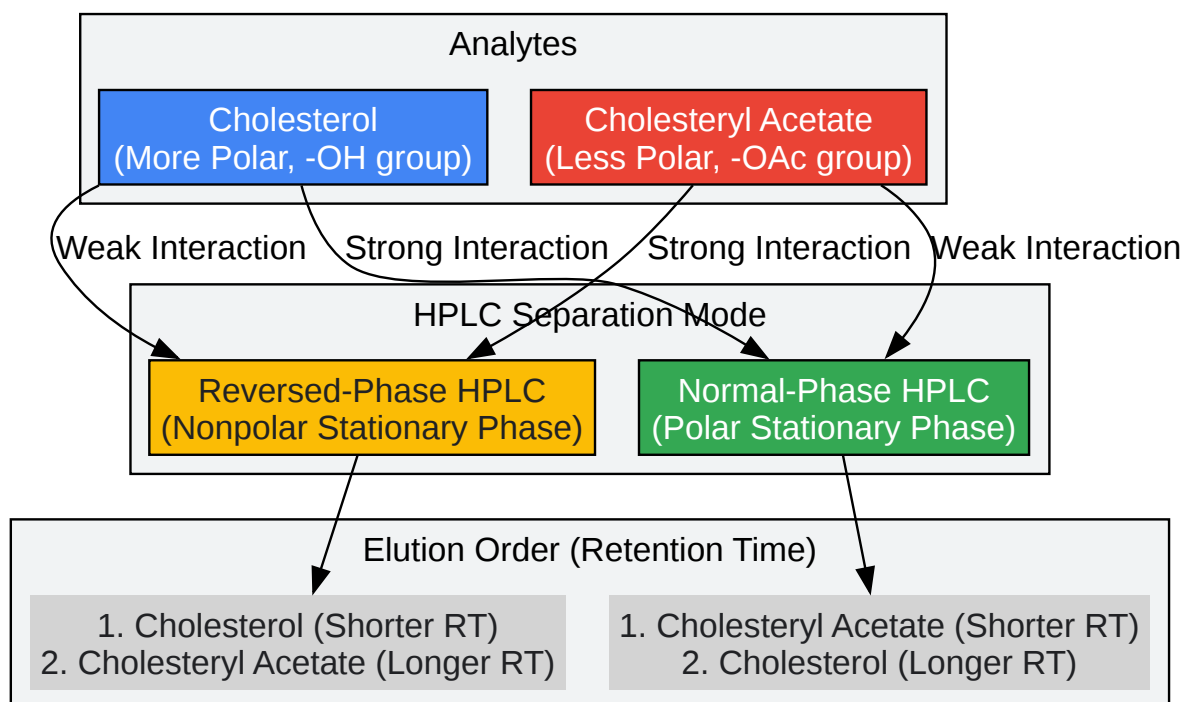 Analytes
Cholesterol
(More Polar, -OH group)
Cholesteryl Acetate
(Less Polar, -OAc group)
Weak Interaction
Strong Interaction
Strong Interaction
Weak Interaction
HPLC Separation Mode
Reversed-Phase HPLC
(Nonpolar Stationary Phase)
Normal-Phase HPLC
(Polar Stationary Phase)
Elution Order (Retention Time)
1. Cholesterol (Shorter RT)
2. Cholesteryl Acetate (Longer RT)
1. Cholesteryl Acetate (Shorter RT)
2. Cholesterol (Longer RT)